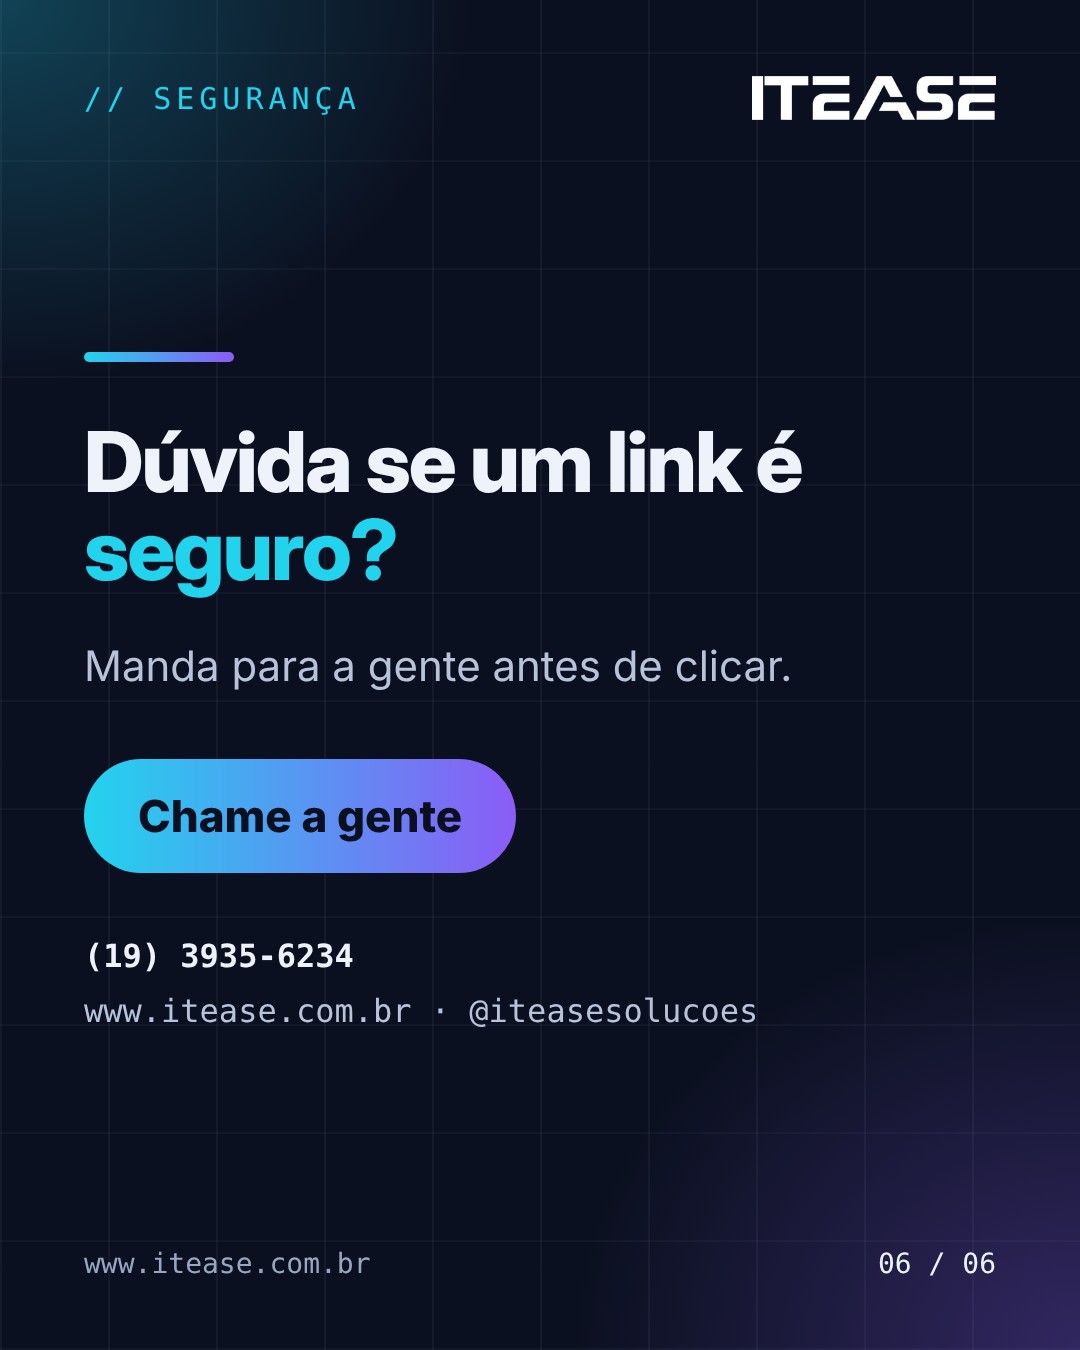 // SEGURANÇA
ITEASE
Dúvida se um link é
seguro?
Manda para a gente antes de clicar.
Chame a gente
(19) 3935-6234
www.itease.com.br · @iteasesolucoes
www.itease.com.br
06 / 06